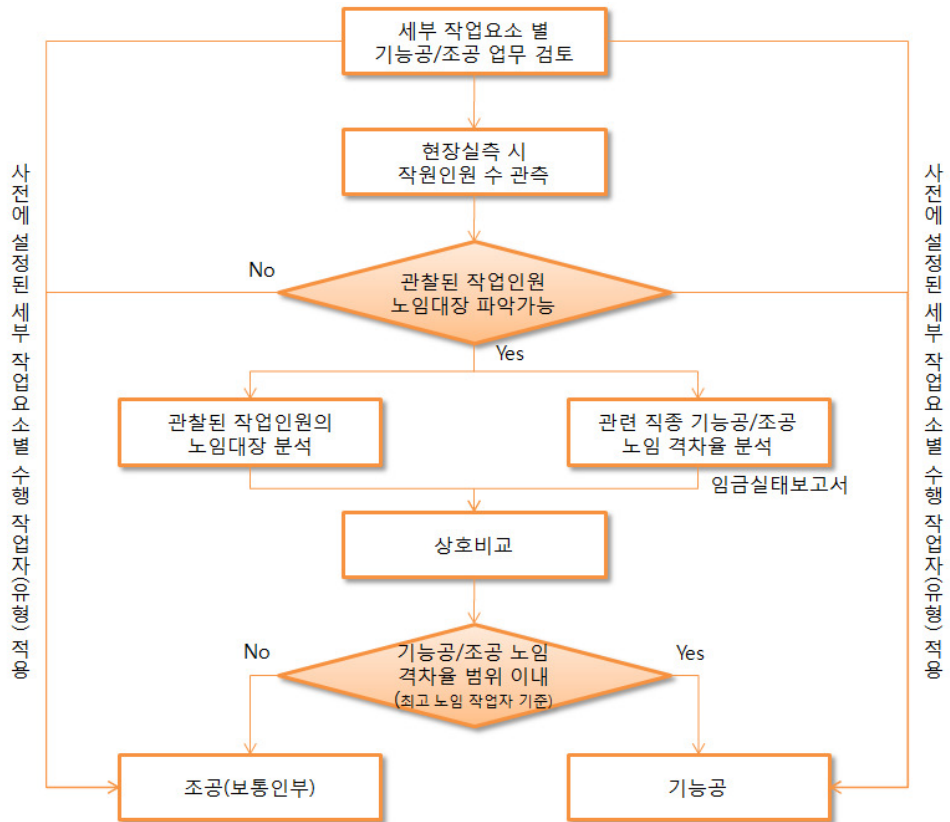 세부 작업요소 별
기능공/조공 업무 검토
현장실측 시
작원인원 수 관측
사전에 설정된 세부 작업요소별 수행 작업자(유형) 적용
사전에 설정된 세부 작업요소별 수행 작업자(유형) 적용
No
관찰된 작업인원
노임대장 파악가능
Yes
관찰된 작업인원의
노임대장 분석
관련 직종 기능공/조공
노임 격차율 분석
임금실태보고서
상호비교
No
기능공/조공 노임
격차율 범위 이내
(최고 노임 작업자 기준)
Yes
조공(보통인부)
기능공